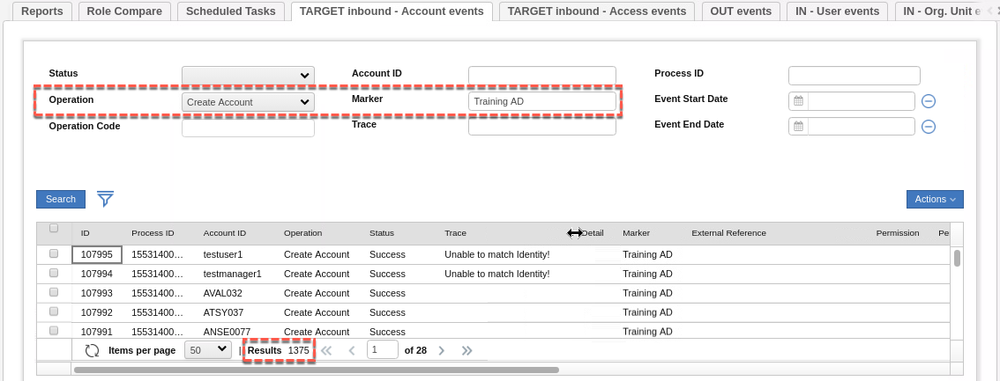 Reports Role Compare Scheduled Tasks TARGET inbound - Account events TARGET inbound - Access events OUT events IN - User events IN - Org. Unit e
Status Account ID Process ID
Operation Create Account Marker Training AD Event Start Date
Operation Code Trace Event End Date
Search Actions
ID Process ID Account ID Operation Status Trace Detail Marker External Reference Permission Pe
107995 15531400... testuser1 Create Account Success Unable to match Identity! Training AD
107994 15531400... testmanager1 Create Account Success Unable to match Identity! Training AD
107993 15531400... AVAL032 Create Account Success Training AD
107992 15531400... ATSY037 Create Account Success Training AD
107991 15531400... ANSE0077 Create Account Success Training AD
Items per page 50 | Results 1375 1 of 28